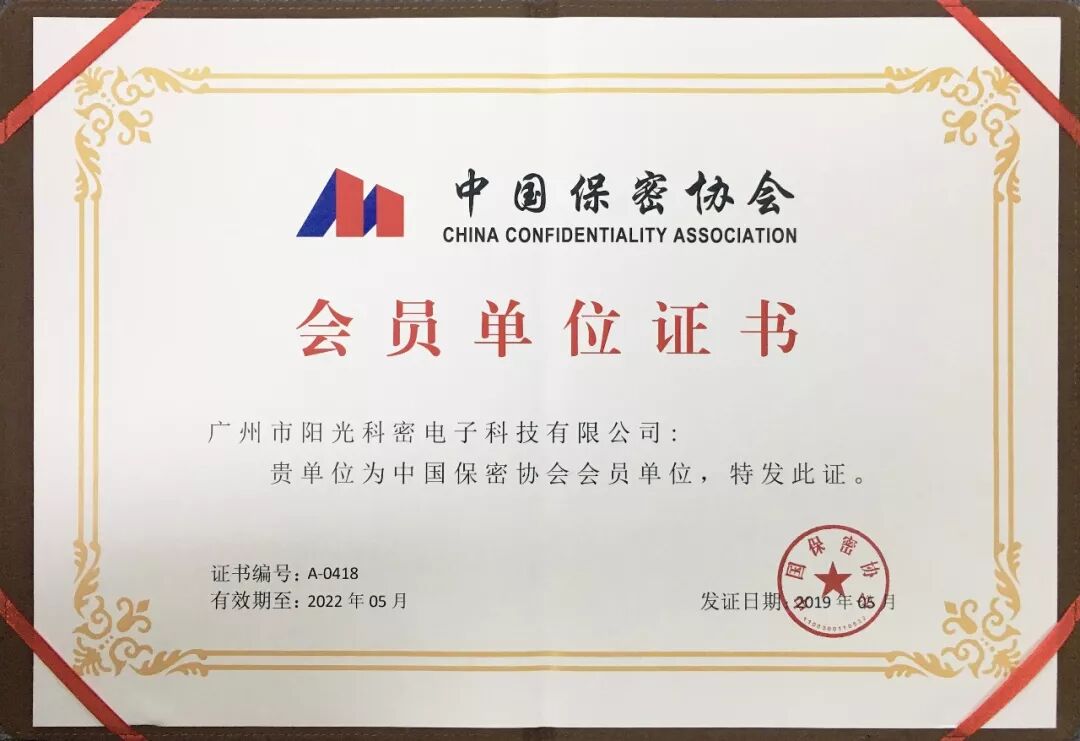 中国保密协会
CHINA CONFIDENTIALITY ASSOCIATION
会员单位证书
广州市阳光科密电子科技有限公司:
贵单位为中国保密协会会员单位，特发此证。
证书编号: A-0418
有效期至: 2022 年 05 月
发证日期: 2019 年 05 月
国保密协